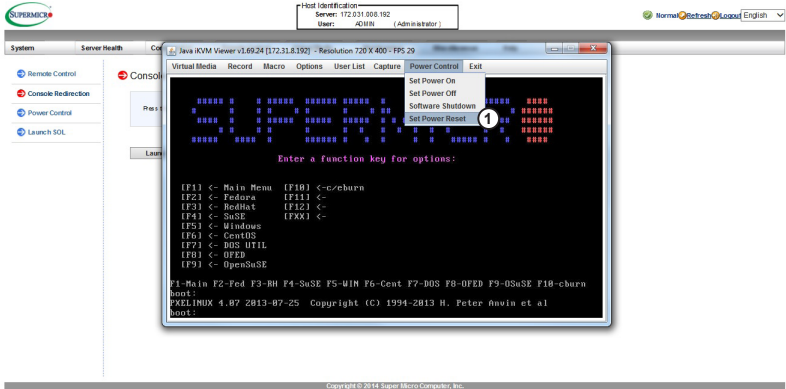 SUPERMICR
Host Identification
Server: 172.031.008.192
User: ADMIN (Administrator)
Normal Refresh Logout English
System Server Health
Remote Control
Console Redirection
Power Control
Launch SOL
Consol
Press t
Laun
Java iKVM Viewer v1.69.24 [172.31.8.192] - Resolution 720 X 400 - FPS 29
Virtual Media Record Macro Options User List Capture Power Control Exit
Set Power On
Set Power Off
Software Shutdown
Set Power Reset
1
Enter a function key for options:
[F1] <- Main Menu [F10] <-c/eburn
[F2] <- Fedora [F11] <-
[F3] <- RedHat [F12] <-
[F4] <- SuSE [FXX] <-
[F5] <- Windows
[F6] <- CentOS
[F7] <- DOS UTIL
[F8] <- OFED
[F9] <- OpenSuSE
F1-Main F2-Fed F3-RH F4-SuSE F5-WIN F6-Cent F7-DOS F8-OFED F9-OSuSE F10-cburn
boot:
PXELINUX 4.07 2013-07-25 Copyright (C) 1994-2013 H. Peter Anvin et al
boot:
Copyright © 2014 Super Micro Computer, Inc.